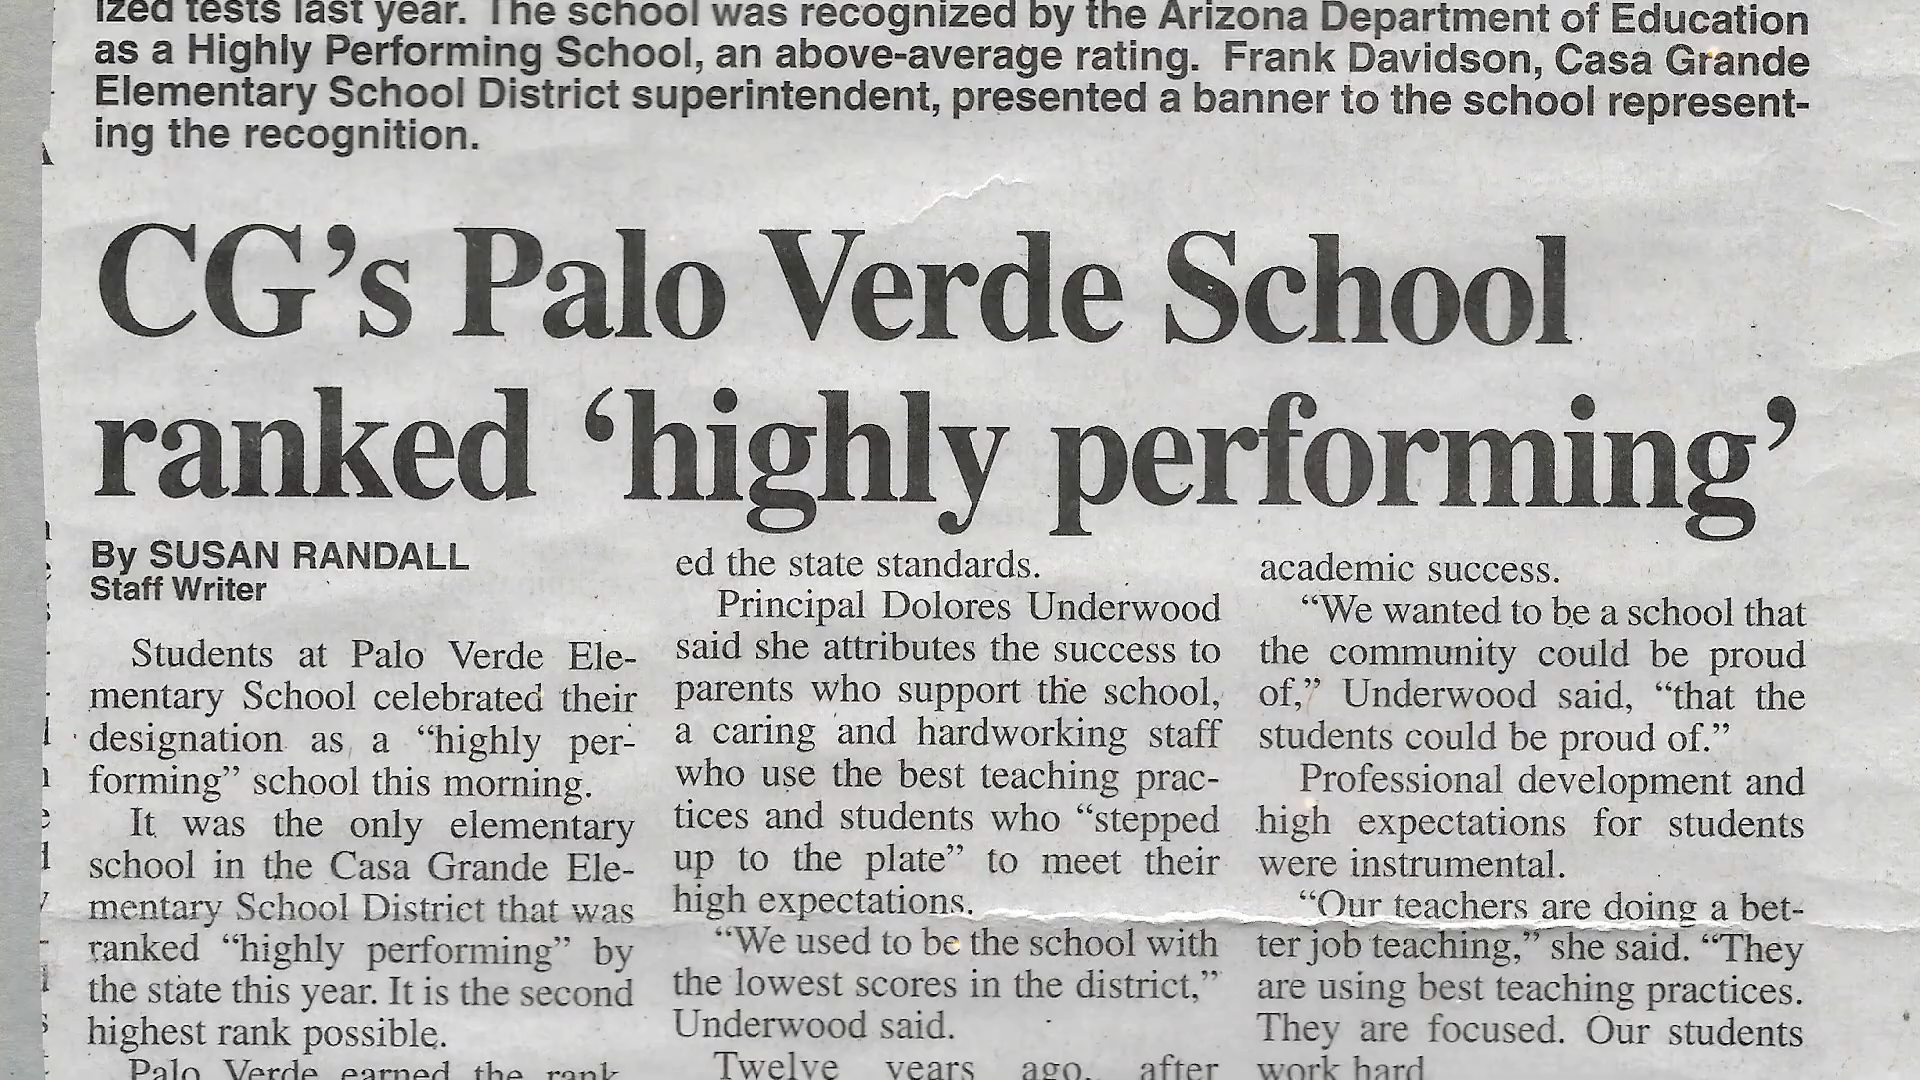 ized tests last year. The school was recognized by the Arizona Department of Education
as a Highly Performing School, an above-average rating. Frank Davidson, Casa Grande
Elementary School District superintendent, presented a banner to the school represent-
ing the recognition.
CG's Palo Verde School
ranked ‘highly performing’
By SUSAN RANDALL
Staff Writer
Students at Palo Verde Ele-
mentary School celebrated their
designation as a “highly per-
forming” school this morning.
It was the only elementary
school in the Casa Grande Ele-
mentary School District that was
ranked “highly performing” by
the state this year. It is the second
highest rank possible.
Palo Verde earned the rank
ed the state standards.
Principal Dolores Underwood
said she attributes the success to
parents who support the school,
a caring and hardworking staff
who use the best teaching prac-
tices and students who “stepped
up to the plate” to meet their
high expectations.
“We used to be the school with
the lowest scores in the district,”
Underwood said.
Twelve years ago, after
academic success.
“We wanted to be a school that
the community could be proud
of,” Underwood said, “that the
students could be proud of.”
Professional development and
high expectations for students
were instrumental.
“Our teachers are doing a bet-
ter job teaching,” she said. “They
are using best teaching practices.
They are focused. Our students
work hard